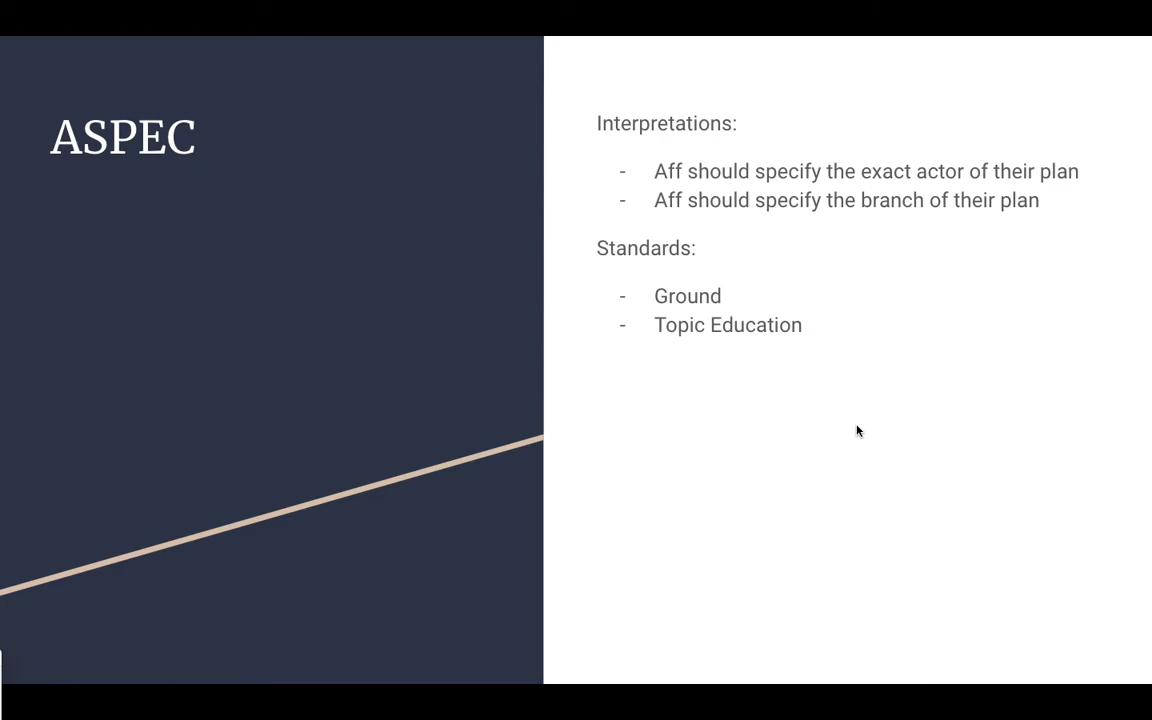 ASPEC
Interpretations:
- Aff should specify the exact actor of their plan
- Aff should specify the branch of their plan
Standards:
- Ground
- Topic Education